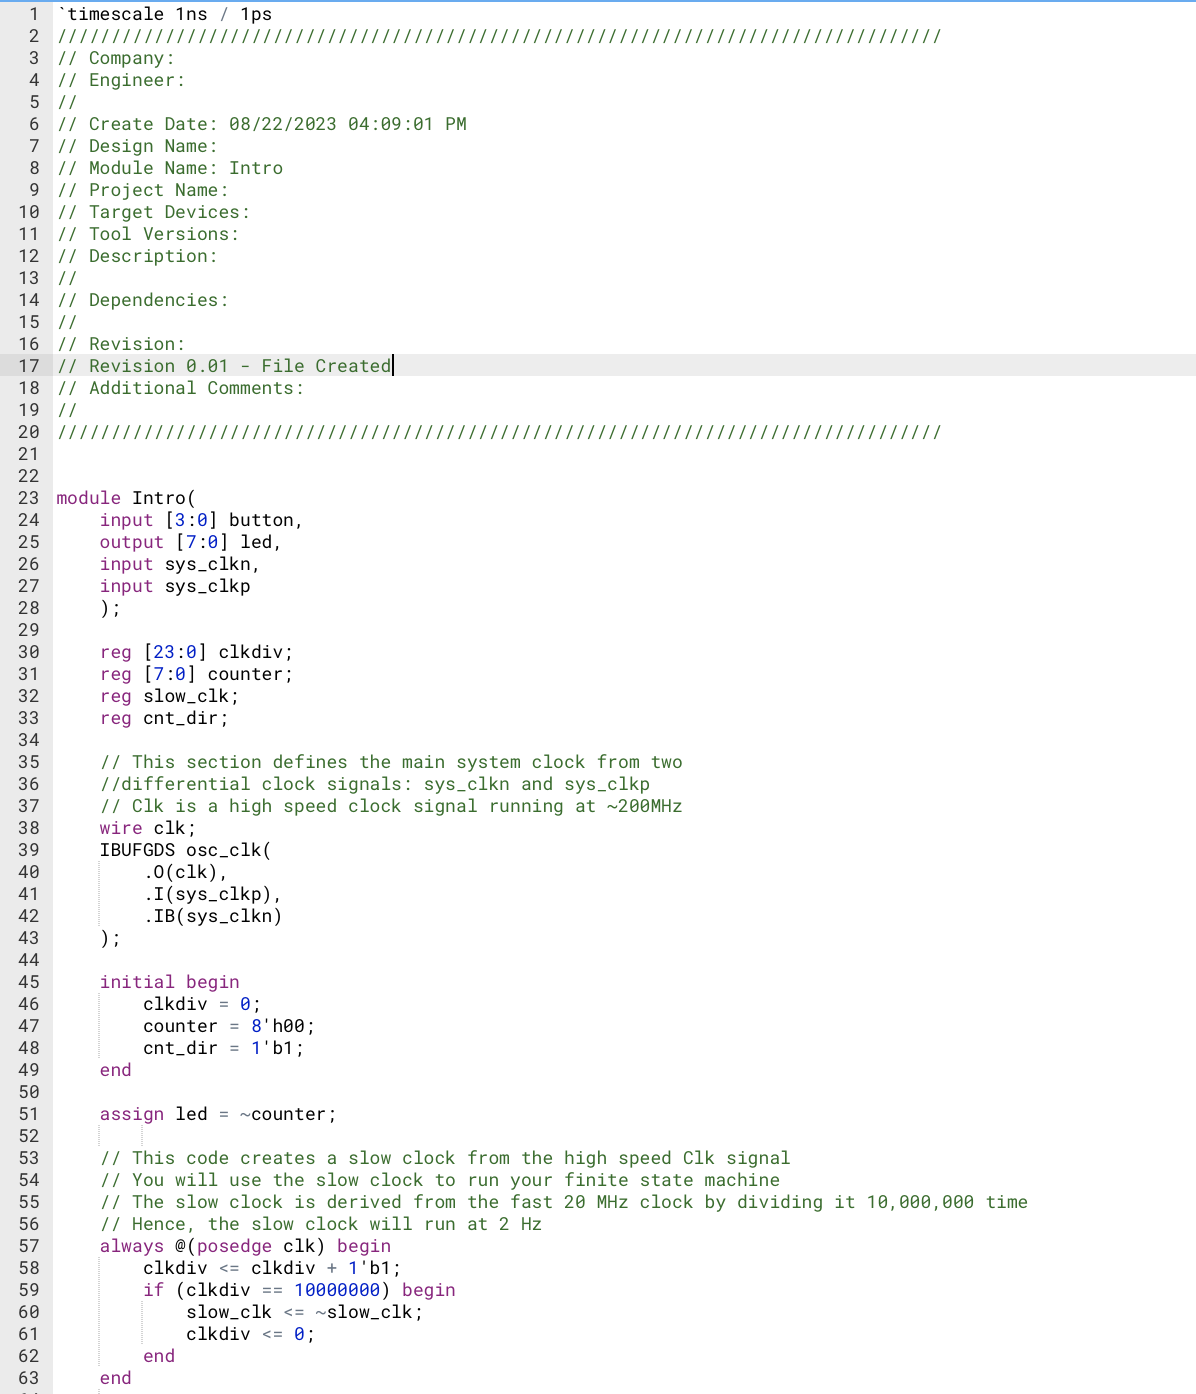 1 `timescale 1ns / 1ps
2 //////////////////////////////////////////////////////////////////////////////////
3 // Company:
4 // Engineer:
5 //
6 // Create Date: 08/22/2023 04:09:01 PM
7 // Design Name:
8 // Module Name: Intro
9 // Project Name:
10 // Target Devices:
11 // Tool Versions:
12 // Description:
13 //
14 // Dependencies:
15 //
16 // Revision:
17 // Revision 0.01 - File Created
18 // Additional Comments:
19 //
20 //////////////////////////////////////////////////////////////////////////////////
21
22
23 module Intro(
24     input [3:0] button,
25     output [7:0] led,
26     input sys_clkn,
27     input sys_clkp
28     );
29
30     reg [23:0] clkdiv;
31     reg [7:0] counter;
32     reg slow_clk;
33     reg cnt_dir;
34
35     // This section defines the main system clock from two
36     //differential clock signals: sys_clkn and sys_clkp
37     // Clk is a high speed clock signal running at ~200MHz
38     wire clk;
39     IBUFGDS osc_clk(
40         .O(clk),
41         .I(sys_clkp),
42         .IB(sys_clkn)
43     );
44
45     initial begin
46         clkdiv = 0;
47         counter = 8'h00;
48         cnt_dir = 1'b1;
49     end
50
51     assign led = ~counter;
52
53     // This code creates a slow clock from the high speed Clk signal
54     // You will use the slow clock to run your finite state machine
55     // The slow clock is derived from the fast 20 MHz clock by dividing it 10,000,000 time
56     // Hence, the slow clock will run at 2 Hz
57     always @(posedge clk) begin
58         clkdiv <= clkdiv + 1'b1;
59         if (clkdiv == 10000000) begin
60             slow_clk <= ~slow_clk;
61             clkdiv <= 0;
62         end
63     end